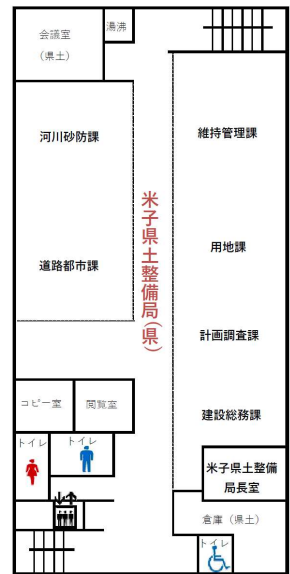 会議室
(県土)
湯沸
河川砂防課
維持管理課
米子県土整備局(県)
用地課
道路都市課
計画調査課
コピー室
閲覧室
建設総務課
トイレ
トイレ
米子県土整備
局長室
倉庫(県土)
トイレ